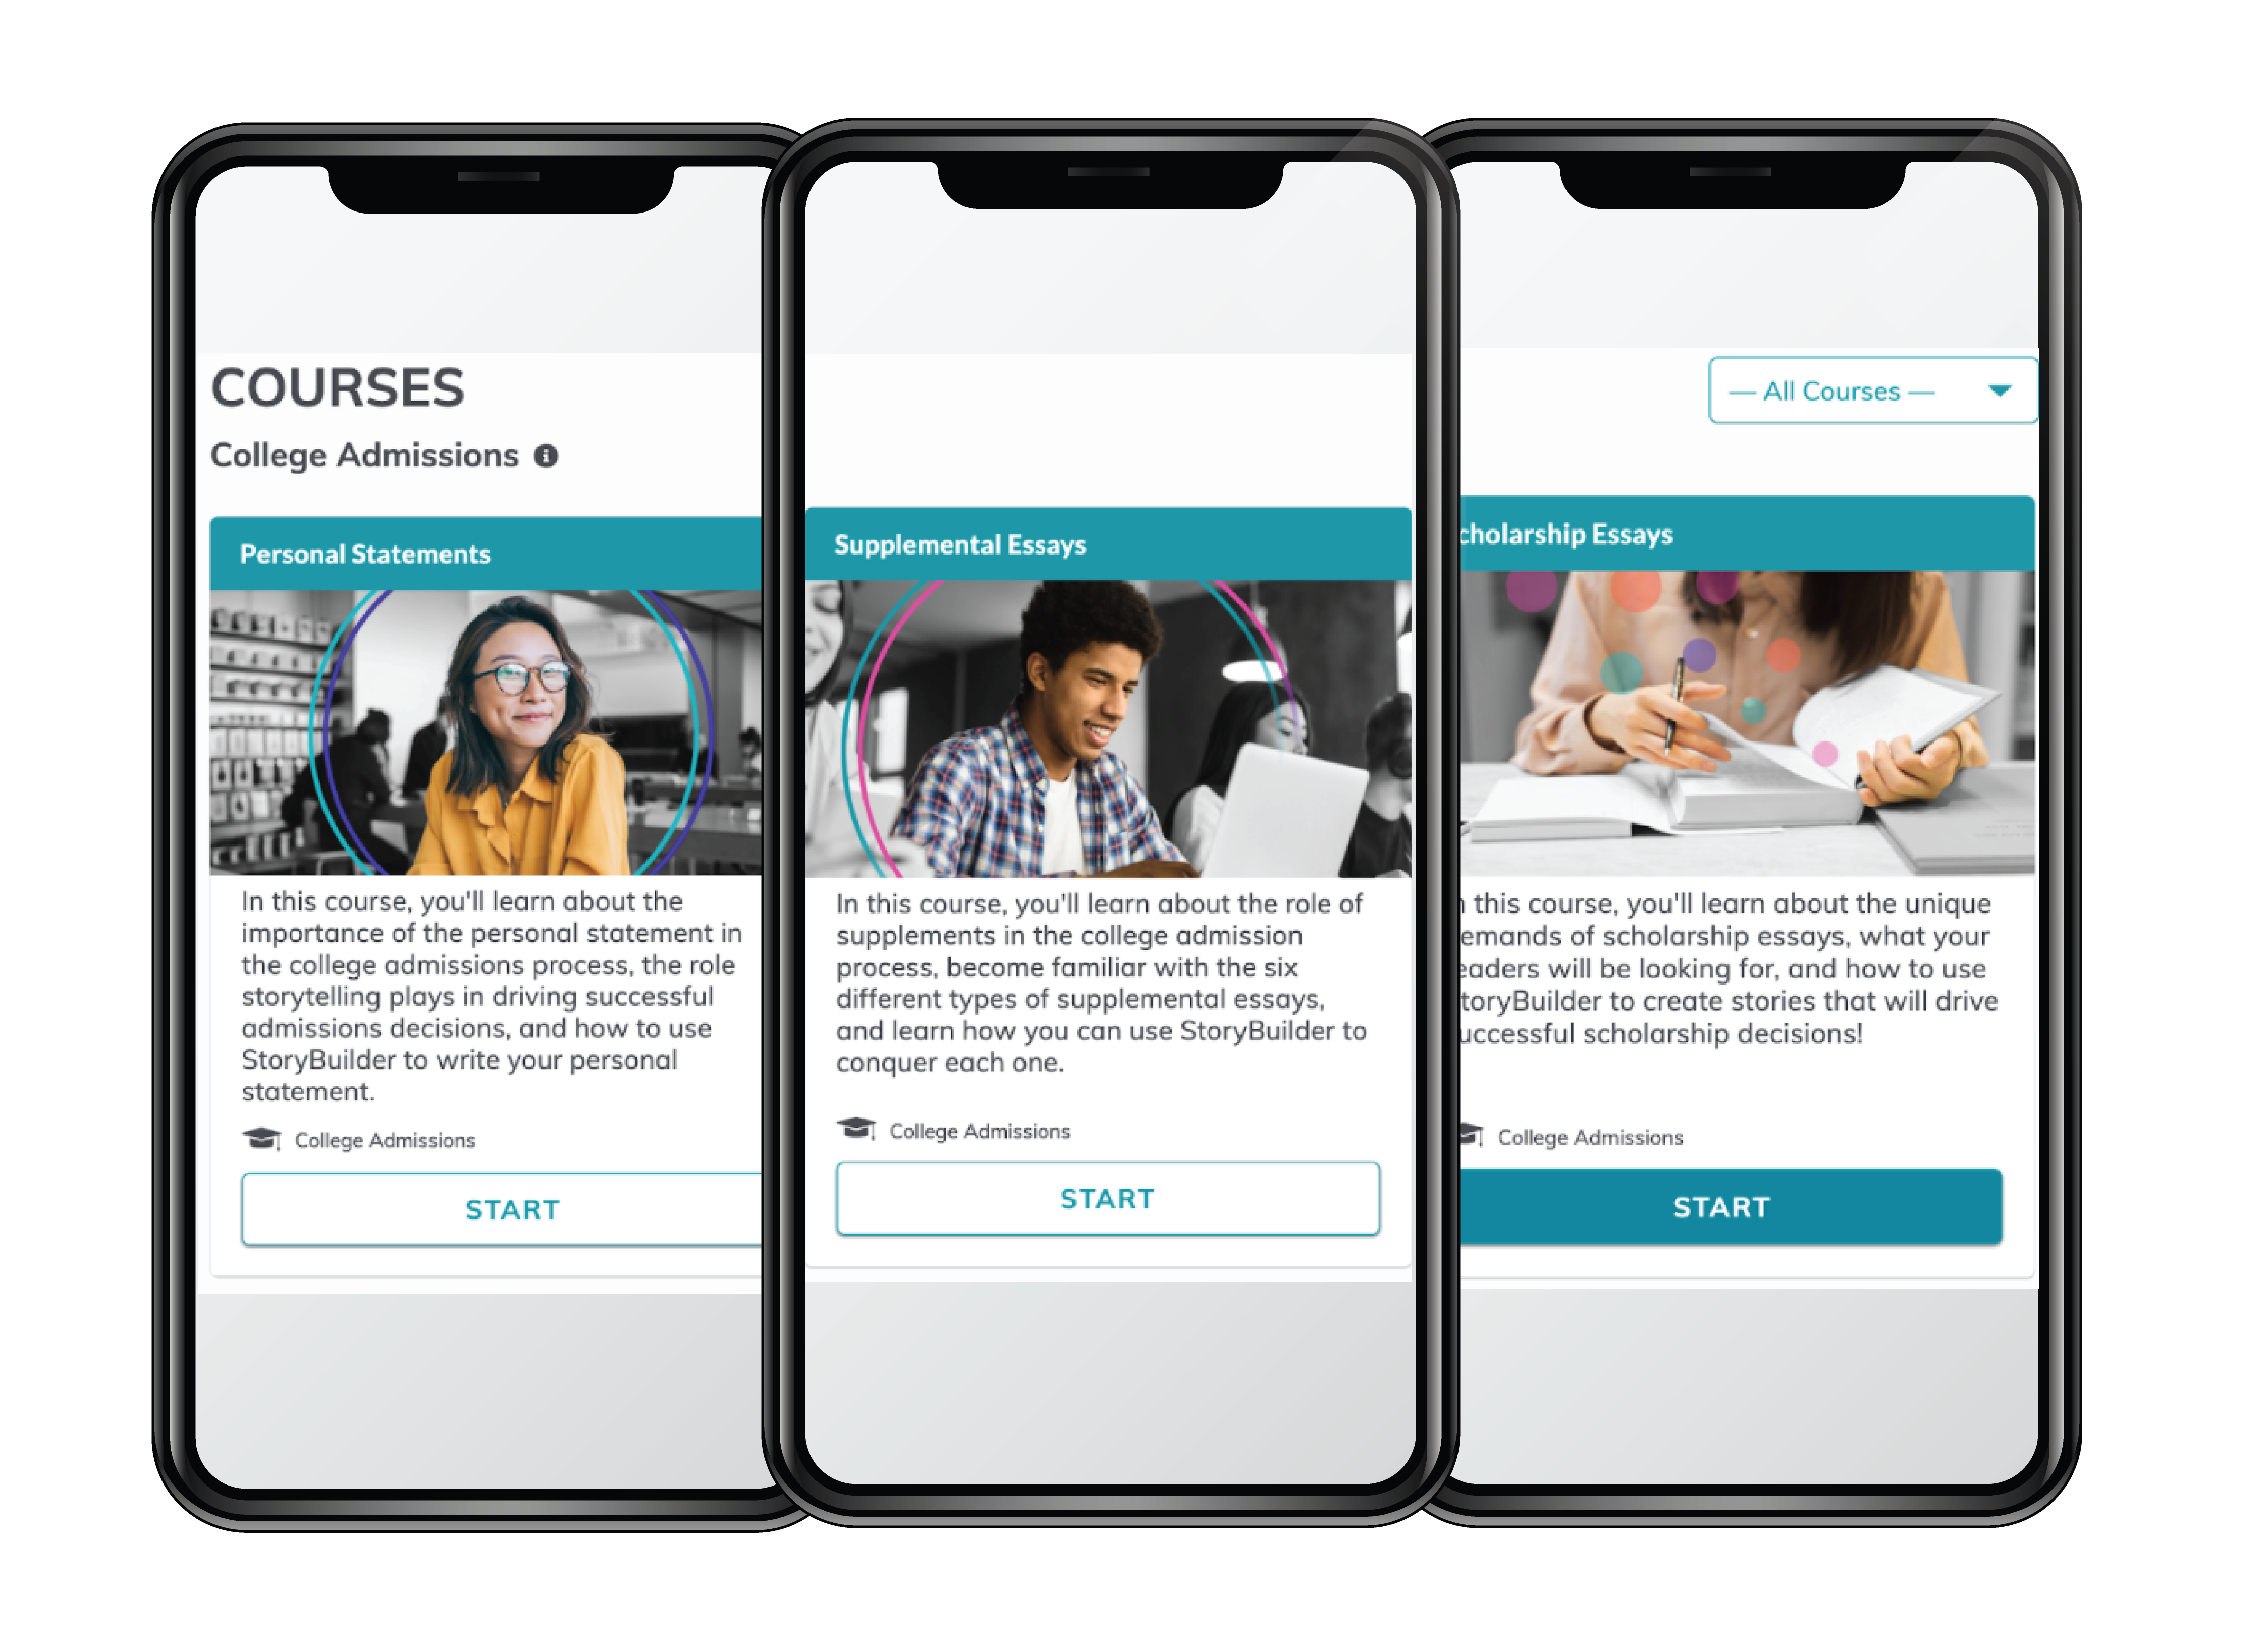 COURSES
College Admissions
Personal Statements
In this course, you'll learn about the
importance of the personal statement in
the college admissions process, the role
storytelling plays in driving successful
admissions decisions, and how to use
StoryBuilder to write your personal
statement.
College Admissions
START
Supplemental Essays
In this course, you'll learn about the role of
supplements in the college admission
process, become familiar with the six
different types of supplemental essays,
and learn how you can use StoryBuilder to
conquer each one.
College Admissions
START
— All Courses —
cholarship Essays
this course, you'll learn about the unique
emands of scholarship essays, what your
eaders will be looking for, and how to use
toryBuilder to create stories that will drive
uccessful scholarship decisions!
College Admissions
START